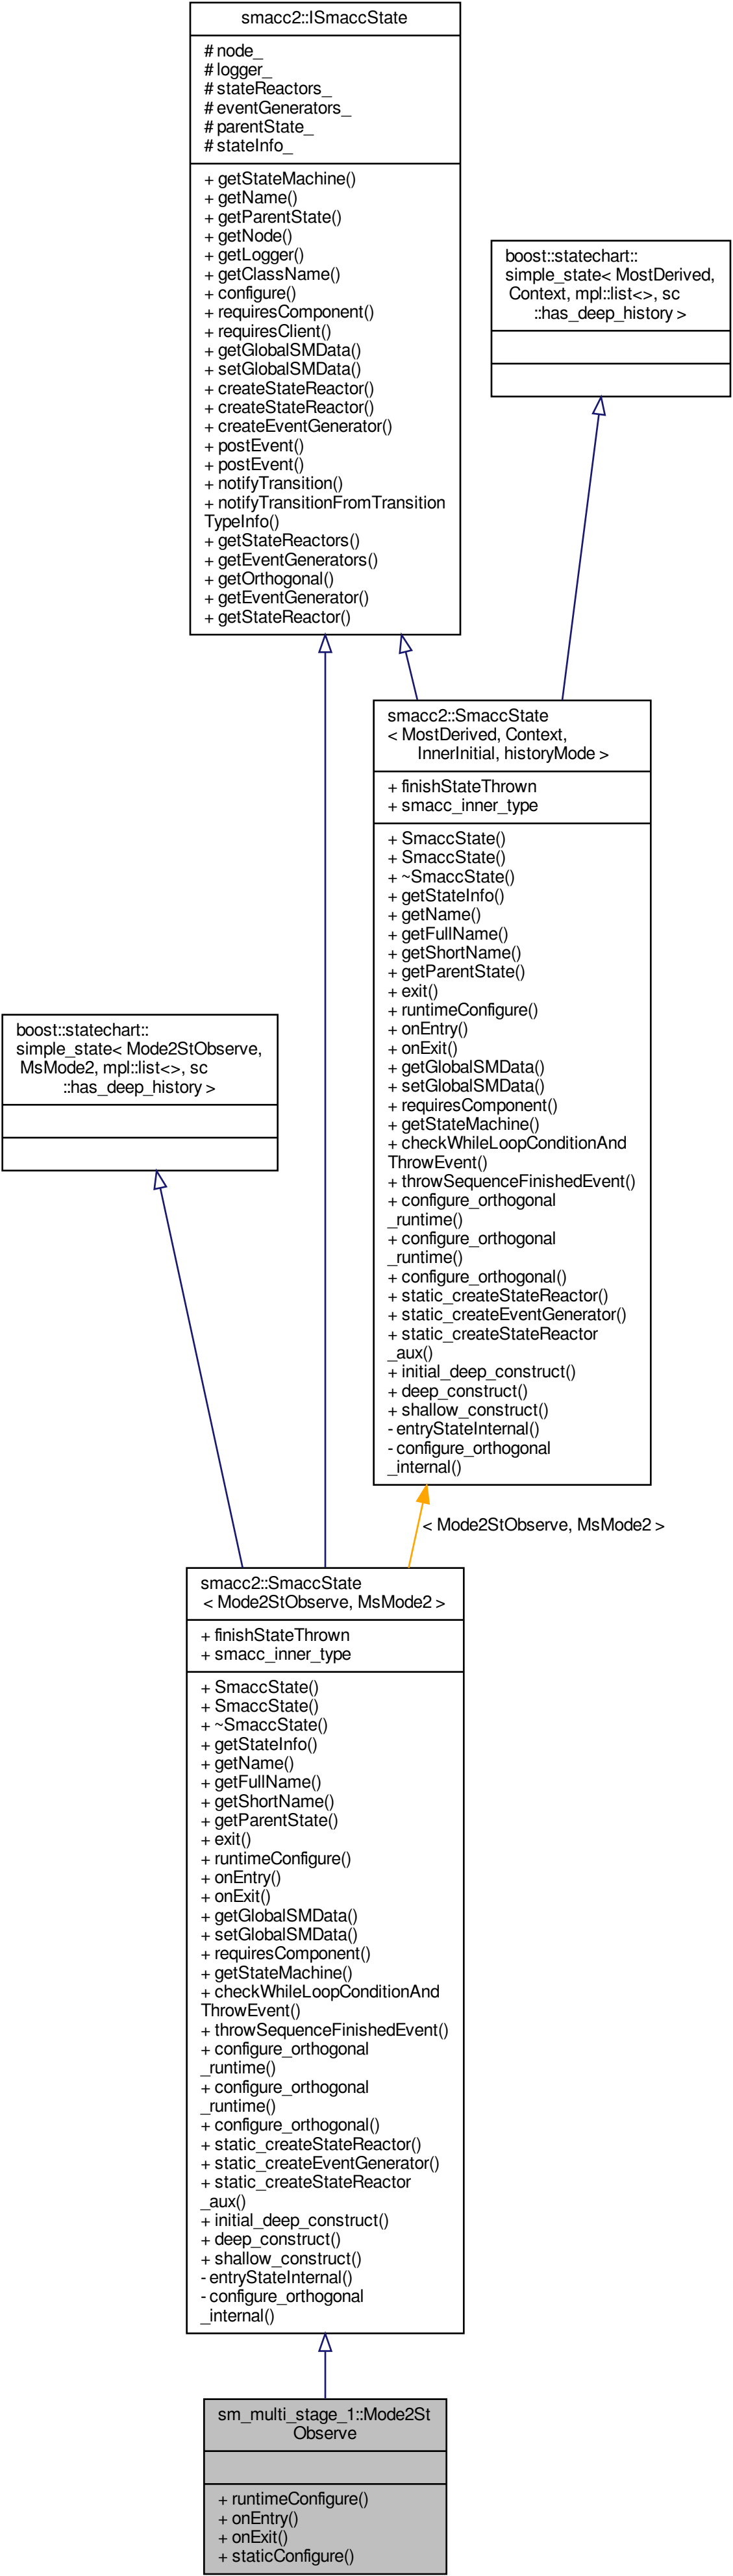 smacc2::ISmaccState
# node_
# logger_
# stateReactors_
# eventGenerators_
# parentState_
# stateInfo_
+ getStateMachine()
+ getName()
+ getParentState()
+ getNode()
+ getLogger()
+ getClassName()
+ configure()
+ requiresComponent()
+ requiresClient()
+ getGlobalSMData()
+ setGlobalSMData()
+ createStateReactor()
+ createStateReactor()
+ createEventGenerator()
+ postEvent()
+ postEvent()
+ notifyTransition()
+ notifyTransitionFromTransition
TypeInfo()
+ getStateReactors()
+ getEventGenerators()
+ getOrthogonal()
+ getEventGenerator()
+ getStateReactor()
boost::statechart::
simple_state< MostDerived,
Context, mpl::list<>, sc
::has_deep_history >
smacc2::SmaccState
< MostDerived, Context,
InnerInitial, historyMode >
+ finishStateThrown
+ smacc_inner_type
+ SmaccState()
+ SmaccState()
+ ~SmaccState()
+ getStateInfo()
+ getName()
+ getFullName()
+ getShortName()
+ getParentState()
+ exit()
+ runtimeConfigure()
+ onEntry()
+ onExit()
+ getGlobalSMData()
+ setGlobalSMData()
+ requiresComponent()
+ getStateMachine()
+ checkWhileLoopConditionAnd
ThrowEvent()
+ throwSequenceFinishedEvent()
+ configure_orthogonal
_runtime()
+ configure_orthogonal
_runtime()
+ configure_orthogonal()
+ static_createStateReactor()
+ static_createEventGenerator()
+ static_createStateReactor
_aux()
+ initial_deep_construct()
+ deep_construct()
+ shallow_construct()
- entryStateInternal()
- configure_orthogonal
_internal()
boost::statechart::
simple_state< Mode2StObserve,
MsMode2, mpl::list<>, sc
::has_deep_history >
< Mode2StObserve, MsMode2 >
smacc2::SmaccState
< Mode2StObserve, MsMode2 >
+ finishStateThrown
+ smacc_inner_type
+ SmaccState()
+ SmaccState()
+ ~SmaccState()
+ getStateInfo()
+ getName()
+ getFullName()
+ getShortName()
+ getParentState()
+ exit()
+ runtimeConfigure()
+ onEntry()
+ onExit()
+ getGlobalSMData()
+ setGlobalSMData()
+ requiresComponent()
+ getStateMachine()
+ checkWhileLoopConditionAnd
ThrowEvent()
+ throwSequenceFinishedEvent()
+ configure_orthogonal
_runtime()
+ configure_orthogonal
_runtime()
+ configure_orthogonal()
+ static_createStateReactor()
+ static_createEventGenerator()
+ static_createStateReactor
_aux()
+ initial_deep_construct()
+ deep_construct()
+ shallow_construct()
- entryStateInternal()
- configure_orthogonal
_internal()
sm_multi_stage_1::Mode2St
Observe
+ runtimeConfigure()
+ onEntry()
+ onExit()
+ staticConfigure()